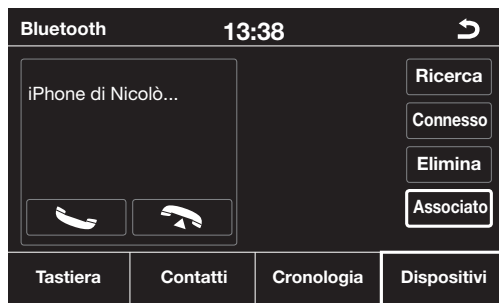 Bluetooth 13:38
iPhone di Nicolò...
Ricerca
Connesso
Elimina
Associato
Tastiera Contatti Cronologia Dispositivi